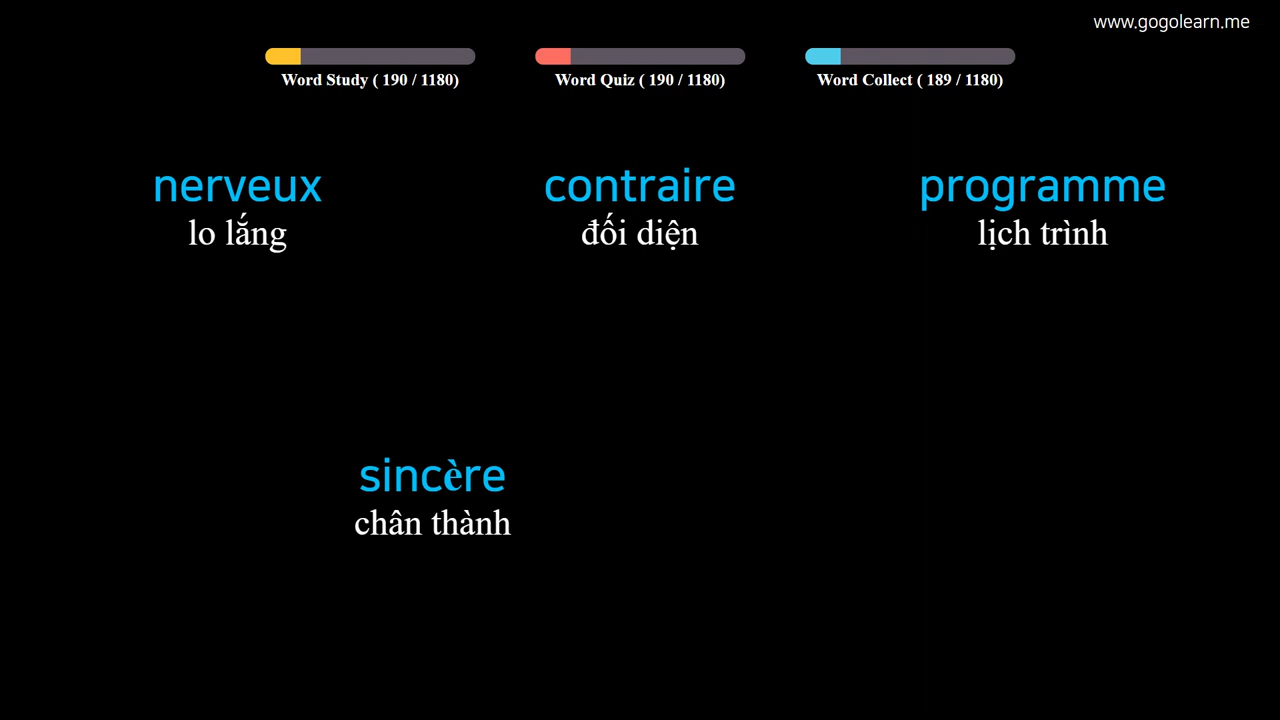 www.gogolearn.me
Word Study ( 190 / 1180)
Word Quiz ( 190 / 1180)
Word Collect ( 189 / 1180)
nerveux
lo lắng
contraire
đối diện
programme
lịch trình
sincère
chân thành